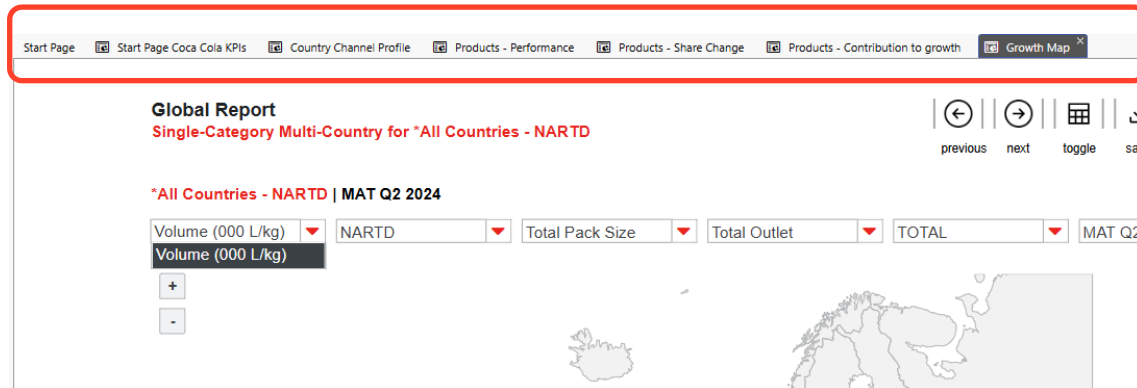 Start Page Start Page Coca Cola KPIs Country Channel Profile Products - Performance Products - Share Change Products - Contribution to growth Growth Map
Global Report
Single-Category Multi-Country for *All Countries - NARTD
previous next toggle
*All Countries - NARTD | MAT Q2 2024
Volume (000 L/kg) NARTD Total Pack Size Total Outlet TOTAL MAT Q2
Volume (000 L/kg)
+
-